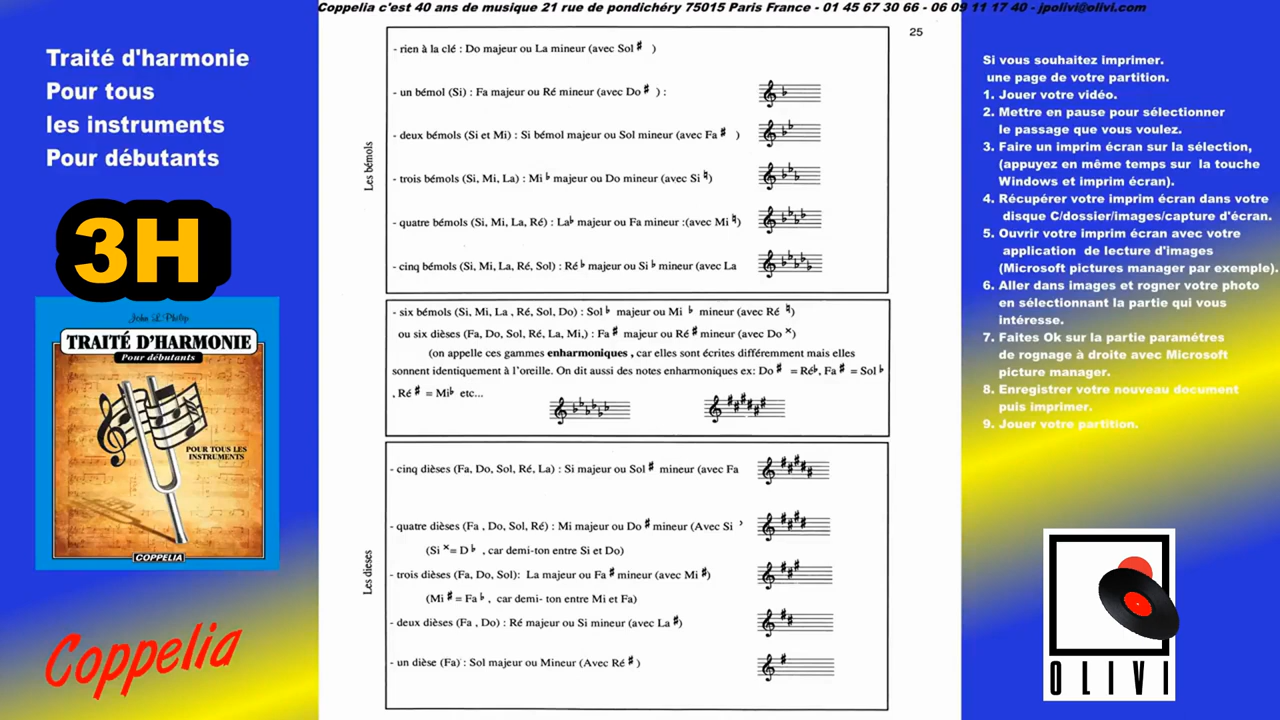 Coppelia c'est 40 ans de musique 21 rue de pondichéry 75015 Paris France - 01 45 67 30 66 - 06 09 11 17 40 - jpolivi@olivi.com
Traité d'harmonie
Pour tous
les instruments
Pour débutants
3H
John L. Philip
TRAITÉ D'HARMONIE
Pour débutants
POUR TOUS LES
INSTRUMENTS
COPPELIA
Coppelia
25
Les bémols
- rien à la clé : Do majeur ou La mineur (avec Sol ♯ )
- un bémol (Si) : Fa majeur ou Ré mineur (avec Do ♯ ) :
- deux bémols (Si et Mi) : Si bémol majeur ou Sol mineur (avec Fa ♯ )
- trois bémols (Si, Mi, La) : Mi ♭ majeur ou Do mineur (avec Si ♮)
- quatre bémols (Si, Mi, La, Ré) : La♭ majeur ou Fa mineur :(avec Mi ♮)
- cinq bémols (Si, Mi, La, Ré, Sol) : Ré ♭ majeur ou Si ♭ mineur (avec La
- six bémols (Si, Mi, La , Ré, Sol, Do) : Sol ♭ majeur ou Mi ♭ mineur (avec Ré ♮)
ou six dièses (Fa, Do, Sol, Ré, La, Mi,) : Fa ♯ majeur ou Ré ♯ mineur (avec Do ×)
(on appelle ces gammes enharmoniques , car elles sont écrites différemment mais elles
sonnent identiquement à l'oreille. On dit aussi des notes enharmoniques ex: Do ♯ = Ré♭, Fa ♯ = Sol ♭
, Ré ♯ = Mi♭ etc...
Les dieses
- cinq dièses (Fa, Do, Sol, Ré, La) : Si majeur ou Sol ♯ mineur (avec Fa
- quatre dièses (Fa , Do, Sol, Ré) : Mi majeur ou Do ♯ mineur (Avec Si
(Si ×= D ♭ , car demi-ton entre Si et Do)
- trois dièses (Fa, Do, Sol): La majeur ou Fa ♯ mineur (avec Mi ♯)
(Mi ♯ = Fa ♭ , car demi- ton entre Mi et Fa)
- deux dièses (Fa , Do) : Ré majeur ou Si mineur (avec La ♯)
- un dièse (Fa) : Sol majeur ou Mineur (Avec Ré ♯ )
Si vous souhaitez imprimer.
une page de votre partition.
1. Jouer votre vidéo.
2. Mettre en pause pour sélectionner
le passage que vous voulez.
3. Faire un imprim écran sur la sélection,
(appuyez en même temps sur la touche
Windows et imprim écran).
4. Récupérer votre imprim écran dans votre
disque C/dossier/images/capture d'écran.
5. Ouvrir votre imprim écran avec votre
application de lecture d'images
(Microsoft pictures manager par exemple).
6. Aller dans images et rogner votre photo
en sélectionnant la partie qui vous
intéresse.
7. Faites Ok sur la partie paramétres
de rognage à droite avec Microsoft
picture manager.
8. Enregistrer votre nouveau document
puis imprimer.
9. Jouer votre partition.
OLIVI